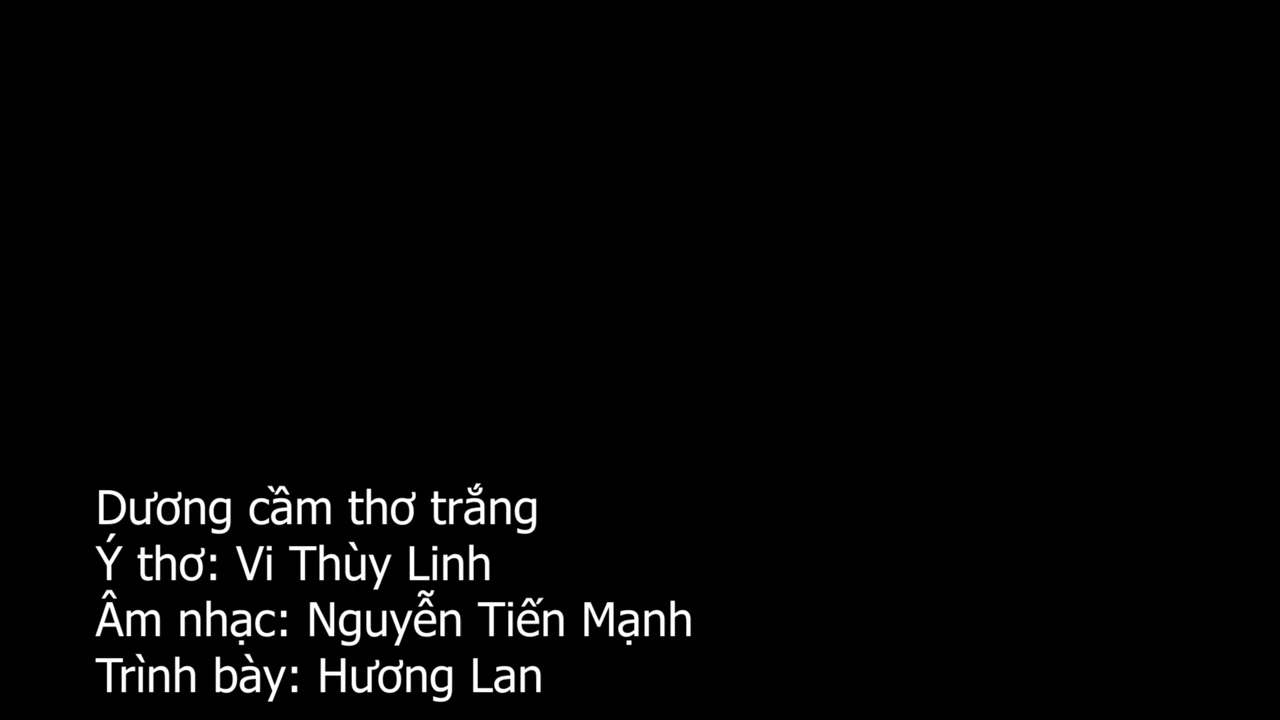 Dương cầm thơ trắng
Ý thơ: Vi Thùy Linh
Âm nhạc: Nguyễn Tiến Mạnh
Trình bày: Hương Lan